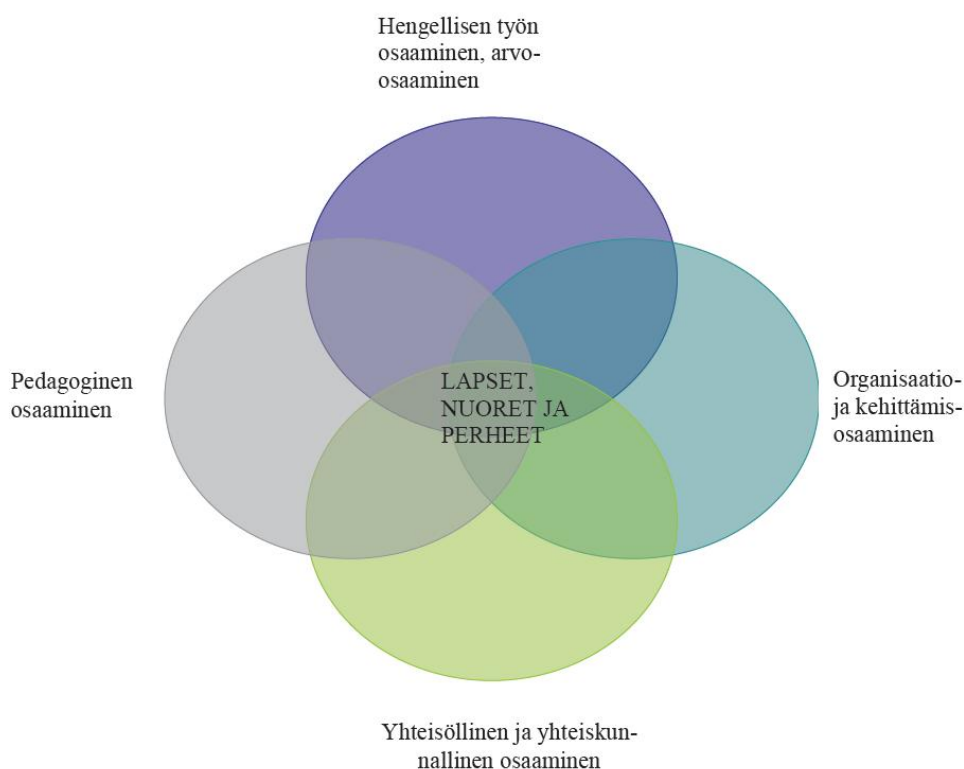 Hengellisen työn
osaaminen, arvo-
osaaminen
Pedagoginen
osaaminen
LAPSET,
NUORET JA
PERHEET
Organisaatio-
ja kehittämis-
osaaminen
Yhteisöllinen ja yhteiskun-
nallinen osaaminen